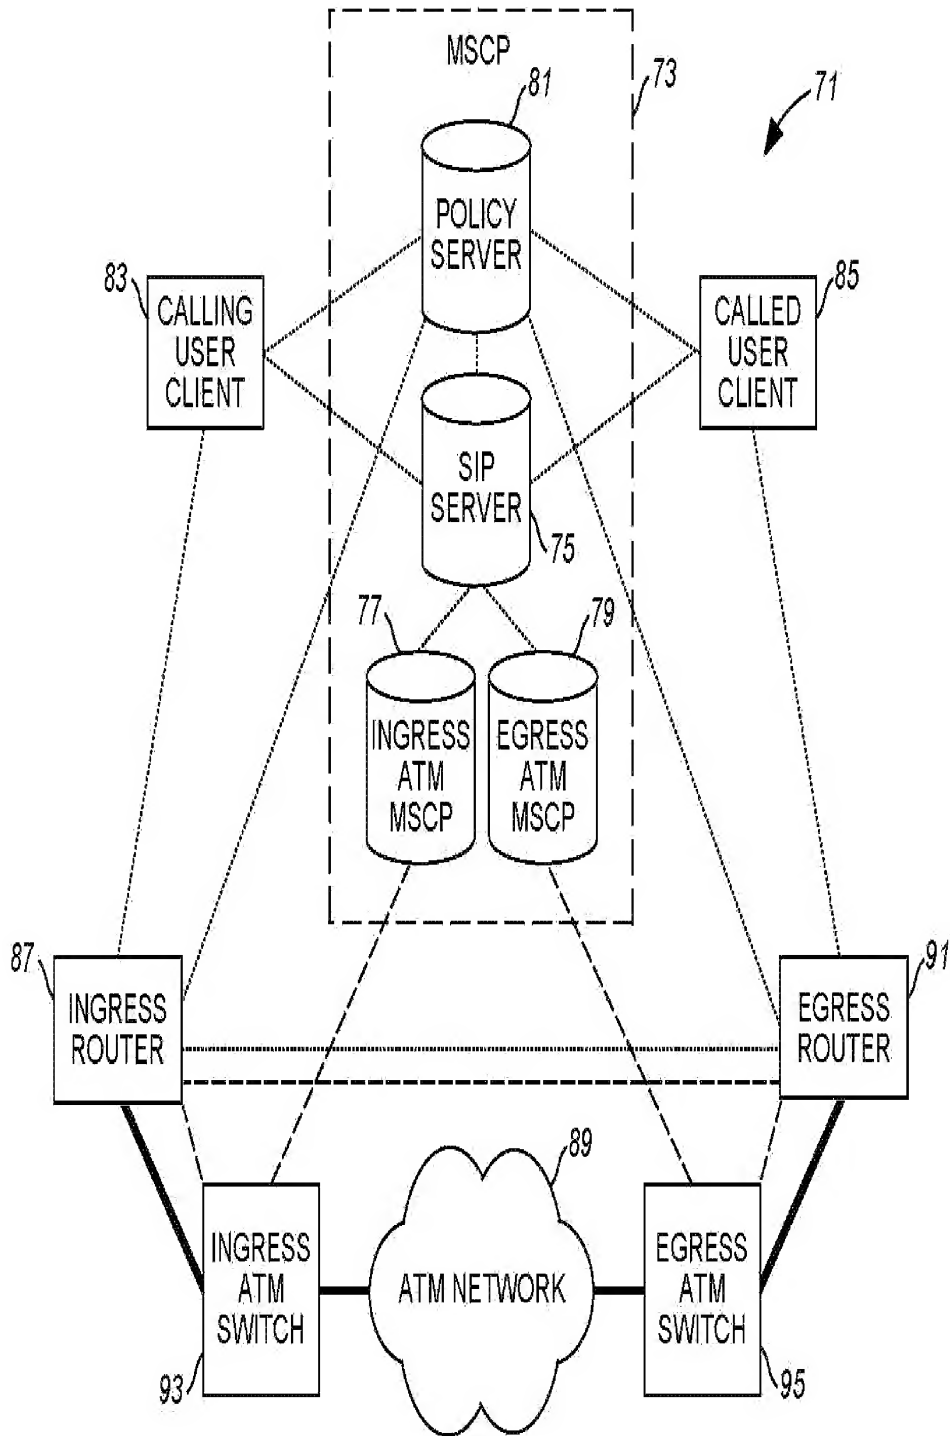 MSCP
73
81
71
POLICY
SERVER
83
CALLING
USER
CLIENT
85
CALLED
USER
CLIENT
SIP
SERVER
75
77
79
INGRESS
ATM
MSCP
EGRESS
ATM
MSCP
87
INGRESS
ROUTER
91
EGRESS
ROUTER
89
INGRESS
ATM
SWITCH
93
ATM NETWORK
EGRESS
ATM
SWITCH
95